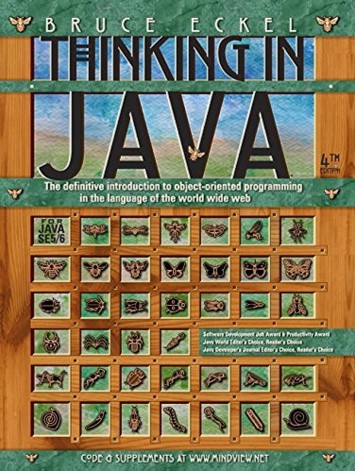 BRUCE ECKEL
THINKING IN
JAVA
4TH
EDITION
The definitive introduction to object-oriented programming
in the language of the world wide web
FOR
JAVA
SE5/6
Software Development Jolt Award & Productivity Award
Java World Editor's Choice, Reader's Choice
Java Developer's Journal Editor's Choice, Reader's Choice
CODE & SUPPLEMENTS AT WWW.MINDVIEW.NET